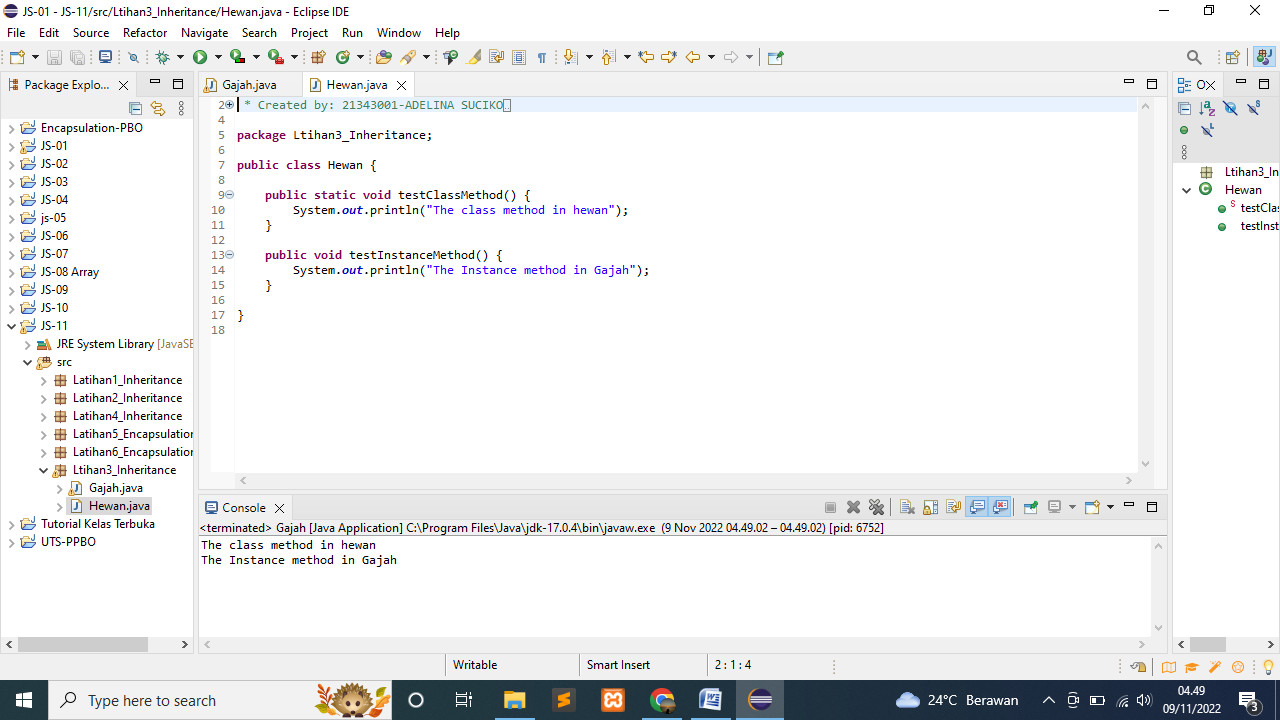 JS-01 - JS-11/src/Ltihan3_Inheritance/Hewan.java - Eclipse IDE
File Edit Source Refactor Navigate Search Project Run Window Help
Package Explo...
Encapsulation-PBO
JS-01
JS-02
JS-03
JS-04
js-05
JS-06
JS-07
JS-08 Array
JS-09
JS-10
JS-11
JRE System Library [JavaSE
src
Latihan1_Inheritance
Latihan2_Inheritance
Latihan4_Inheritance
Latihan5_Encapsulation
Latihan6_Encapsulation
Ltihan3_Inheritance
Gajah.java
Hewan.java
Tutorial Kelas Terbuka
UTS-PPBO
Gajah.java Hewan.java
2 * Created by: 21343001-ADELINA SUCIKO
4
5 package Ltihan3_Inheritance;
6
7 public class Hewan {
8
9 public static void testClassMethod() {
10 System.out.println("The class method in hewan");
11 }
12
13 public void testInstanceMethod() {
14 System.out.println("The Instance method in Gajah");
15 }
16
17 }
18
O
Ltihan3_In
Hewan
S testClas
testInst
Console
<terminated> Gajah [Java Application] C:\Program Files\Java\jdk-17.0.4\bin\javaw.exe (9 Nov 2022 04.49.02 – 04.49.02) [pid: 6752]
The class method in hewan
The Instance method in Gajah
Writable Smart Insert 2 : 1 : 4
Type here to search
24°C Berawan
04.49
09/11/2022
3